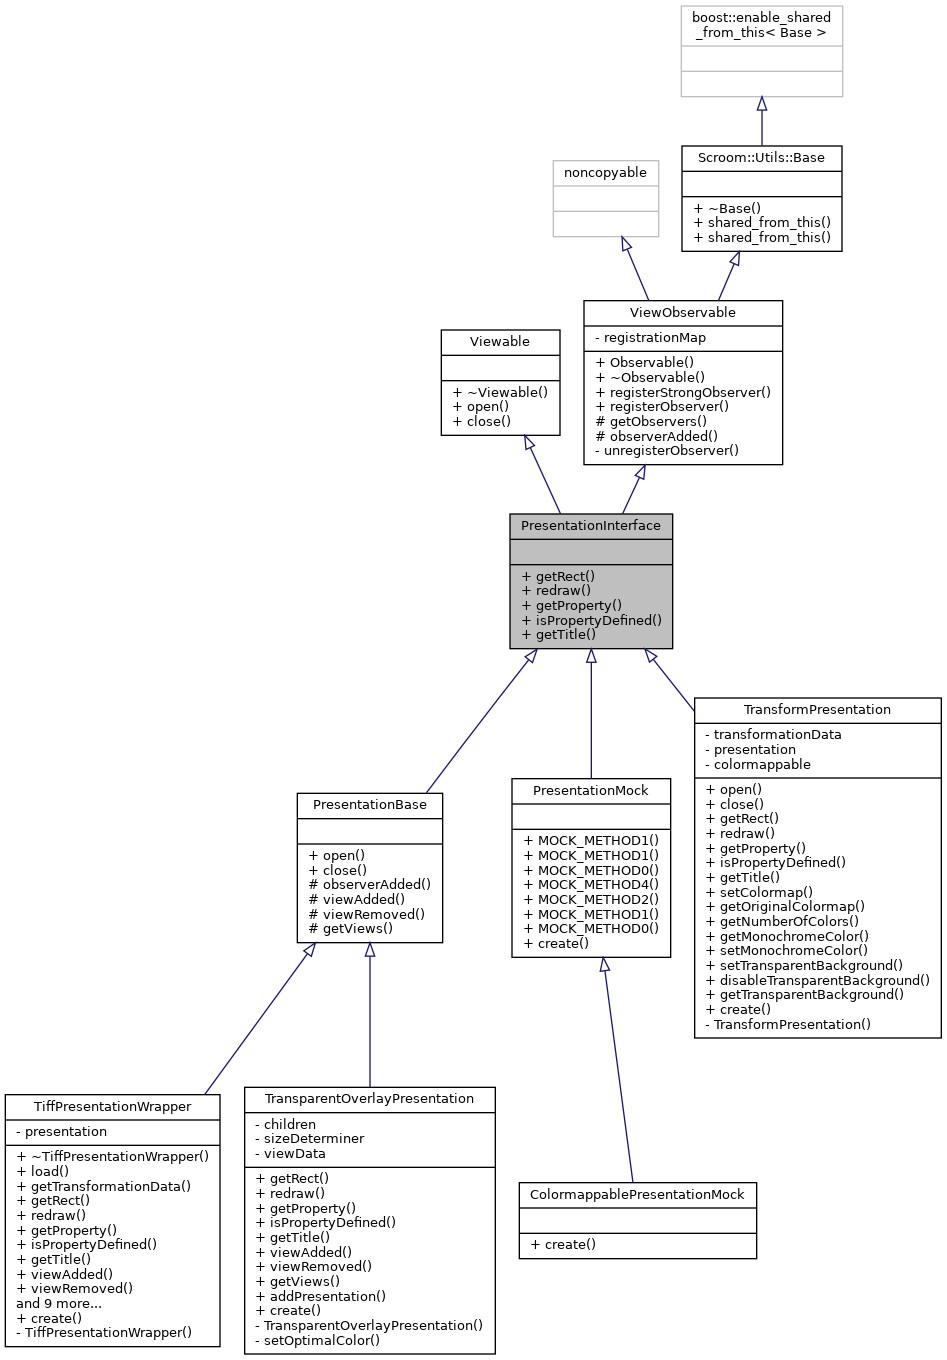 boost::enable_shared
_from_this< Base >
Scroom::Utils::Base
+ ~Base()
+ shared_from_this()
+ shared_from_this()
noncopyable
ViewObservable
- registrationMap
+ Observable()
+ ~Observable()
+ registerStrongObserver()
+ registerObserver()
# getObservers()
# observerAdded()
- unregisterObserver()
Viewable
+ ~Viewable()
+ open()
+ close()
PresentationInterface
+ getRect()
+ redraw()
+ getProperty()
+ isPropertyDefined()
+ getTitle()
PresentationBase
+ open()
+ close()
# observerAdded()
# viewAdded()
# viewRemoved()
# getViews()
PresentationMock
+ MOCK_METHOD1()
+ MOCK_METHOD1()
+ MOCK_METHOD0()
+ MOCK_METHOD4()
+ MOCK_METHOD2()
+ MOCK_METHOD1()
+ MOCK_METHOD0()
+ create()
TransformPresentation
- transformationData
- presentation
- colormappable
+ open()
+ close()
+ getRect()
+ redraw()
+ getProperty()
+ isPropertyDefined()
+ getTitle()
+ setColormap()
+ getOriginalColormap()
+ getNumberOfColors()
+ getMonochromeColor()
+ setMonochromeColor()
+ setTransparentBackground()
+ disableTransparentBackground()
+ getTransparentBackground()
+ create()
- TransformPresentation()
TiffPresentationWrapper
- presentation
+ ~TiffPresentationWrapper()
+ load()
+ getTransformationData()
+ getRect()
+ redraw()
+ getProperty()
+ isPropertyDefined()
+ getTitle()
+ viewAdded()
+ viewRemoved()
and 9 more...
+ create()
- TiffPresentationWrapper()
TransparentOverlayPresentation
- children
- sizeDeterminer
- viewData
+ getRect()
+ redraw()
+ getProperty()
+ isPropertyDefined()
+ getTitle()
+ viewAdded()
+ viewRemoved()
+ getViews()
+ addPresentation()
+ create()
- TransparentOverlayPresentation()
- setOptimalColor()
ColormappablePresentationMock
+ create()